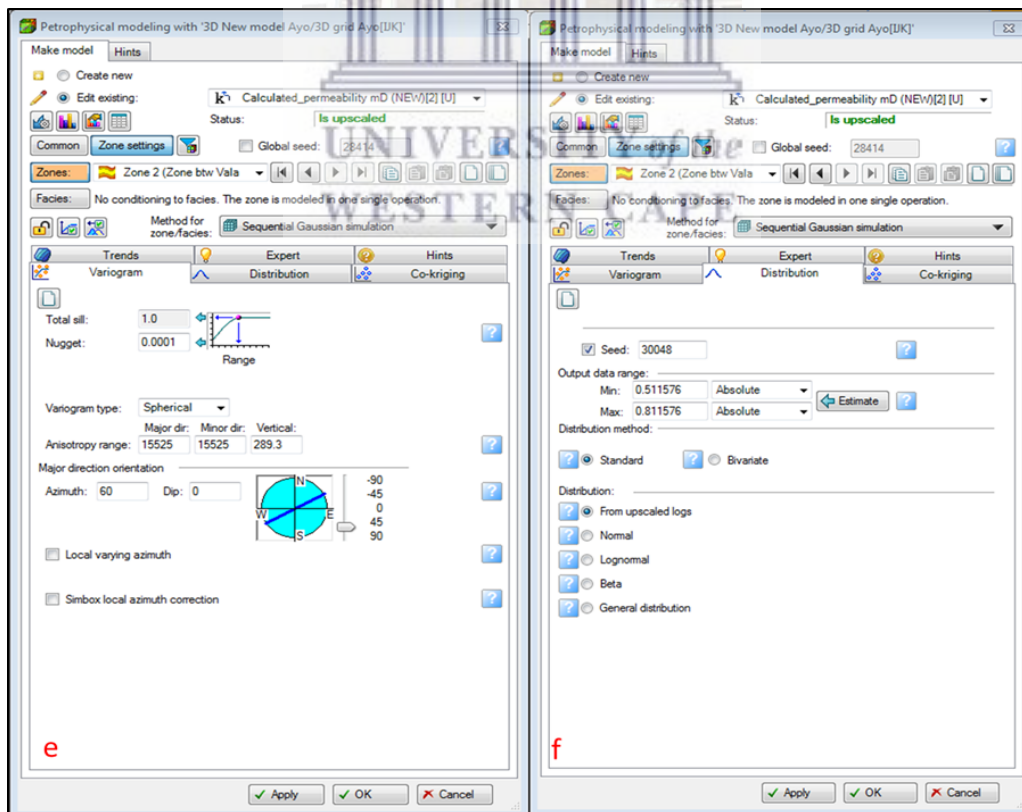 Petrophysical modeling with '3D New model Ayo/3D grid Ayo[IJK]'
Make model Hints
Create new
Edit existing: Calculated_permeability mD (NEW)[2] [U]
Status: Is upscaled
Common Zone settings Global seed: 28414
Zones: Zone 2 (Zone btw Vala
Facies: No conditioning to facies. The zone is modeled in one single operation.
Method for zone/facies: Sequential Gaussian simulation
Trends Expert Hints
Variogram Distribution Co-kriging
Total sill: 1.0
Nugget: 0.0001
Range
Variogram type: Spherical
Major dir: Minor dir: Vertical:
Anisotropy range: 15525 15525 289.3
Major direction orientation
Azimuth: 60 Dip: 0
N
W E
S
-90
-45
0
45
90
Local varying azimuth
Simbox local azimuth correction
e
Apply OK Cancel
Petrophysical modeling with '3D New model Ayo/3D grid Ayo[IJK]'
Make model Hints
Create new
Edit existing: Calculated_permeability mD (NEW)[2] [U]
Status: Is upscaled
Common Zone settings Global seed: 28414
Zones: Zone 2 (Zone btw Vala
Facies: No conditioning to facies. The zone is modeled in one single operation.
Method for zone/facies: Sequential Gaussian simulation
Trends Expert Hints
Variogram Distribution Co-kriging
Seed: 30048
Output data range:
Min: 0.511576 Absolute
Max: 0.811576 Absolute
Estimate
Distribution method:
Standard Bivariate
Distribution:
From upscaled logs
Normal
Lognormal
Beta
General distribution
f
Apply OK Cancel
UNIVERSITY of the
WESTERN CAPE